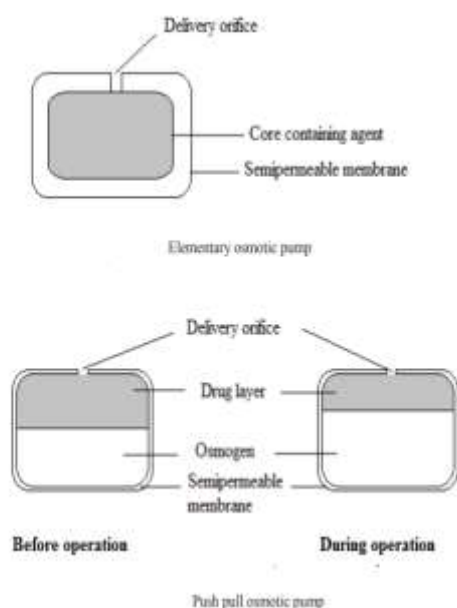 Delivery orifice
Core containing agent
Semipermeable membrane
Elementary osmotic pump
Delivery orifice
Drug layer
Osmogen
Semipermeable
membrane
Before operation
During operation
Push pull osmotic pump